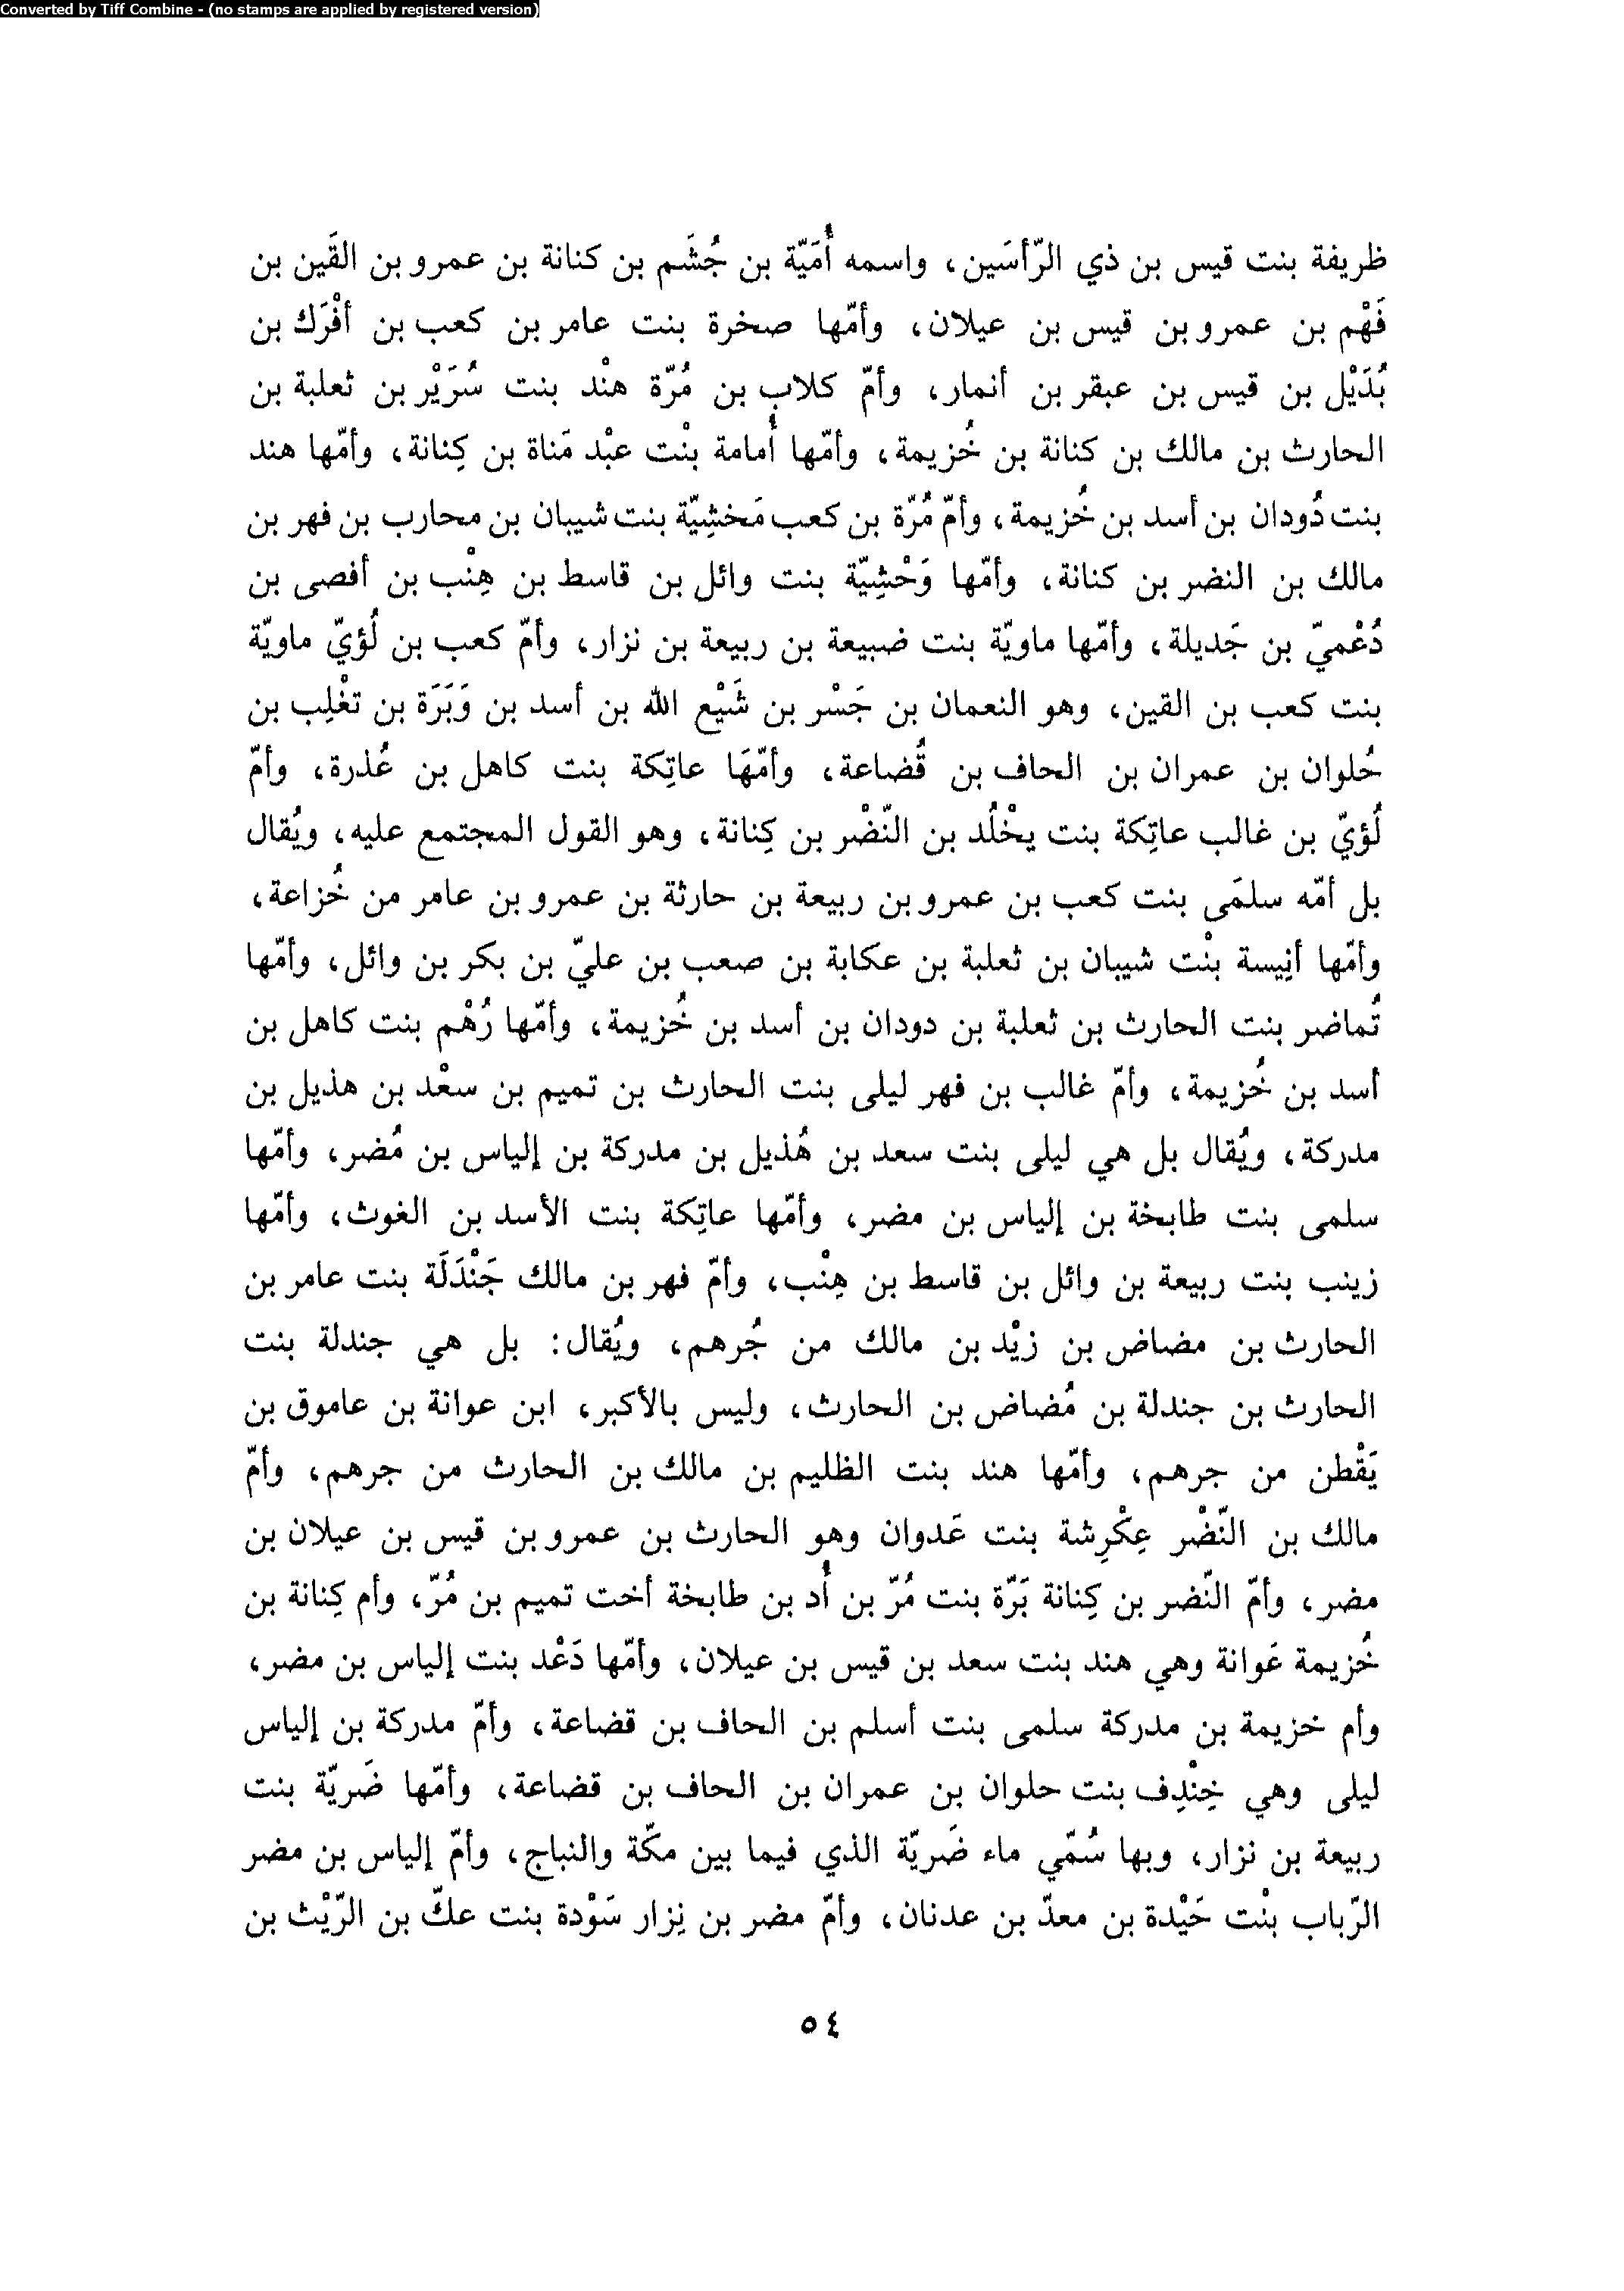 Converted by Tiff Combine - (no stamps are applied by registered version)
ظريفة بنت قيس بن ذي الرّأسَين، واسمه أُمَيّة بن جُشَم بن كنانة بن عمرو بن القَين بن
فَهْم بن عمرو بن قيس بن عيلان، وأمّها صخرة بنت عامر بن كعب بن أفْرَك بن
بُدَيْل بن قيس بن عبقر بن أنمار، وأمّ كلاب بن مُرّة هنْد بنت سُرَيْر بن ثعلبة بن
الحارث بن مالك بن كنانة بن خُزيمة، وأمّها أُمامة بنْت عبْد مَناة بن كِنانة، وأمّها هند
بنت دُودان بن أسد بن خُزيمة، وأمّ مُرّة بن كعب مَخشِيّة بنت شيبان بن محارب بن فهر بن
مالك بن النضر بن كنانة، وأمّها وَحْشِيّة بنت وائل بن قاسط بن هِنْب بن أفصى بن
دُعْميّ بن جَديلة، وأمّها ماويّة بنت ضبيعة بن ربيعة بن نزار، وأمّ كعب بن لُؤيّ ماويّة
بنت كعب بن القين، وهو النعمان بن جَسْر بن شَيْع الله بن أسد بن وَبَرَة بن تغْلِب بن
حُلوان بن عمران بن الحاف بن قُضاعة، وأمّهَا عاتِكة بنت كاهل بن عُذرة، وأمّ
لُؤيّ بن غالب عاتِكة بنت يخْلُد بن النّضْر بن كِنانة، وهو القول المجتمع عليه، ويُقال
بل أمّه سلمَى بنت كعب بن عمرو بن ربيعة بن حارثة بن عمرو بن عامر من خُزاعة،
وأمّها أنِيسة بنْت شيبان بن ثعلبة بن عكابة بن صعب بن عليّ بن بكر بن وائل، وأمّها
تُماضر بنت الحارث بن ثعلبة بن دودان بن أسد بن خُزيمة، وأمّها رُهْم بنت كاهل بن
أسد بن خُزيمة، وأمّ غالب بن فهر ليلى بنت الحارث بن تميم بن سعْد بن هذيل بن
مدركة، ويُقال بل هي ليلى بنت سعد بن هُذيل بن مدركة بن إلياس بن مُضر، وأمّها
سلمى بنت طابخة بن إلياس بن مضر، وأمّها عاتِكة بنت الأسد بن الغوث، وأمّها
زينب بنت ربيعة بن وائل بن قاسط بن هِنْب، وأمّ فهر بن مالك جَنْدَلَة بنت عامر بن
الحارث بن مضاض بن زيْد بن مالك من جُرهم، ويُقال: بل هي جندلة بنت
الحارث بن جندلة بن مُضاض بن الحارث، وليس بالأكبر، ابن عوانة بن عاموق بن
يَقْطن من جرهم، وأمّها هند بنت الظليم بن مالك بن الحارث من جرهم، وأمّ
مالك بن النّضْر عِكْرِشة بنت عَدوان وهو الحارث بن عمرو بن قيس بن عيلان بن
مضر، وأمّ النّضر بن كِنانة بَرّة بنت مُرّ بن أُد بن طابخة أخت تميم بن مُرّ، وأم كِنانة بن
خُزيمة عَوانة وهي هند بنت سعد بن قيس بن عيلان، وأمّها دَعْد بنت إلياس بن مضر،
وأم خزيمة بن مدركة سلمى بنت أسلم بن الحاف بن قضاعة، وأمّ مدركة بن إلياس
ليلى وهي خِنْدِف بنت حلوان بن عمران بن الحاف بن قضاعة، وأمّها ضَريّة بنت
ربيعة بن نزار، وبها سُمّي ماء ضَريّة الذي فيما بين مكّة والنباج، وأمّ إلياس بن مضر
الرّباب بنْت حَيْدة بن معدّ بن عدنان، وأمّ مضر بن نِزار سَوْدة بنت عكّ بن الرّيْث بن
٥٤